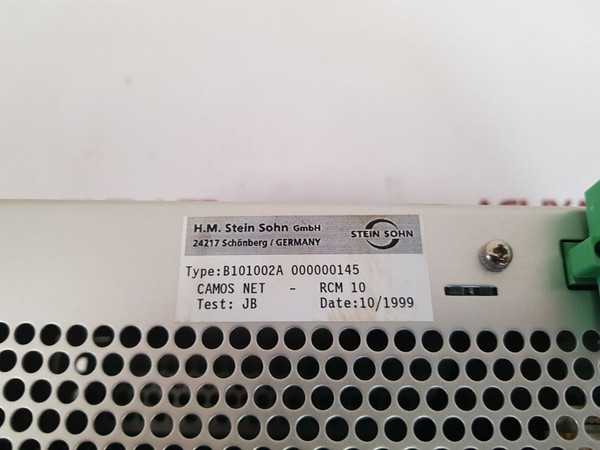 H.M. Stein Sohn GmbH
24217 Schönberg / GERMANY
STEIN SOHN
Type:B101002A 000000145
CAMOS NET - RCM 10
Test: JB Date:10/1999